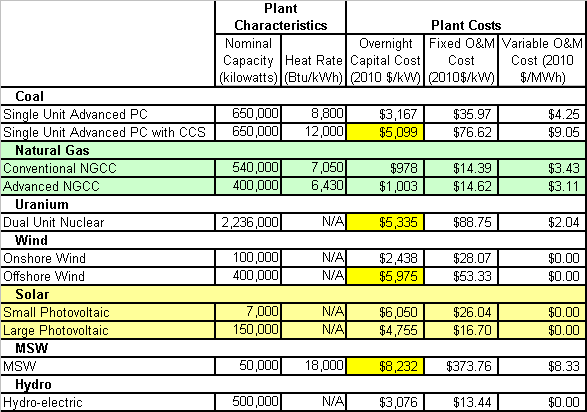 Plant Characteristics Plant Costs
Nominal Capacity (kilowatts) Heat Rate (Btu/kWh) Overnight Capital Cost (2010 $/kW) Fixed O&M Cost (2010$/kW) Variable O&M Cost (2010 $/MWh)
Coal
Single Unit Advanced PC 650,000 8,800 $3,167 $35.97 $4.25
Single Unit Advanced PC with CCS 650,000 12,000 $5,099 $76.62 $9.05
Natural Gas
Conventional NGCC 540,000 7,050 $978 $14.39 $3.43
Advanced NGCC 400,000 6,430 $1,003 $14.62 $3.11
Uranium
Dual Unit Nuclear 2,236,000 N/A $5,335 $88.75 $2.04
Wind
Onshore Wind 100,000 N/A $2,438 $28.07 $0.00
Offshore Wind 400,000 N/A $5,975 $53.33 $0.00
Solar
Small Photovoltaic 7,000 N/A $6,050 $26.04 $0.00
Large Photovoltaic 150,000 N/A $4,755 $16.70 $0.00
MSW
MSW 50,000 18,000 $8,232 $373.76 $8.33
Hydro
Hydro-electric 500,000 N/A $3,076 $13.44 $0.00